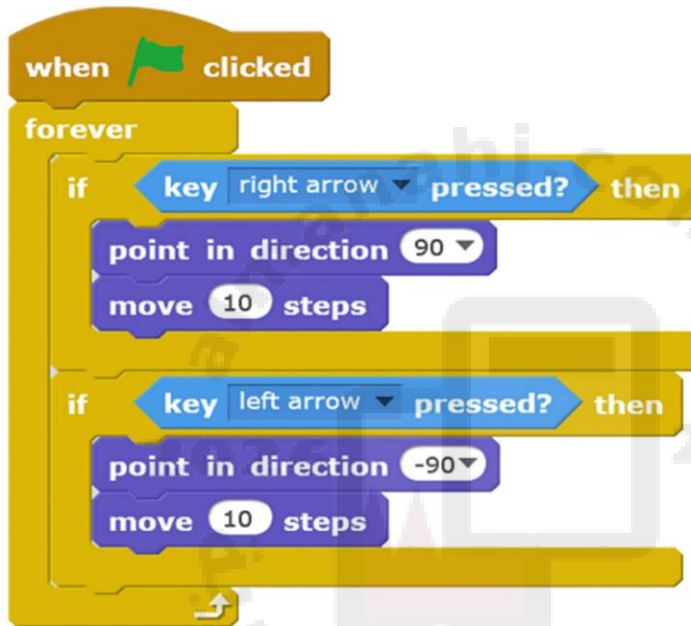 when clicked
forever
if key right arrow pressed? then
point in direction 90
move 10 steps
if key left arrow pressed? then
point in direction -90
move 10 steps